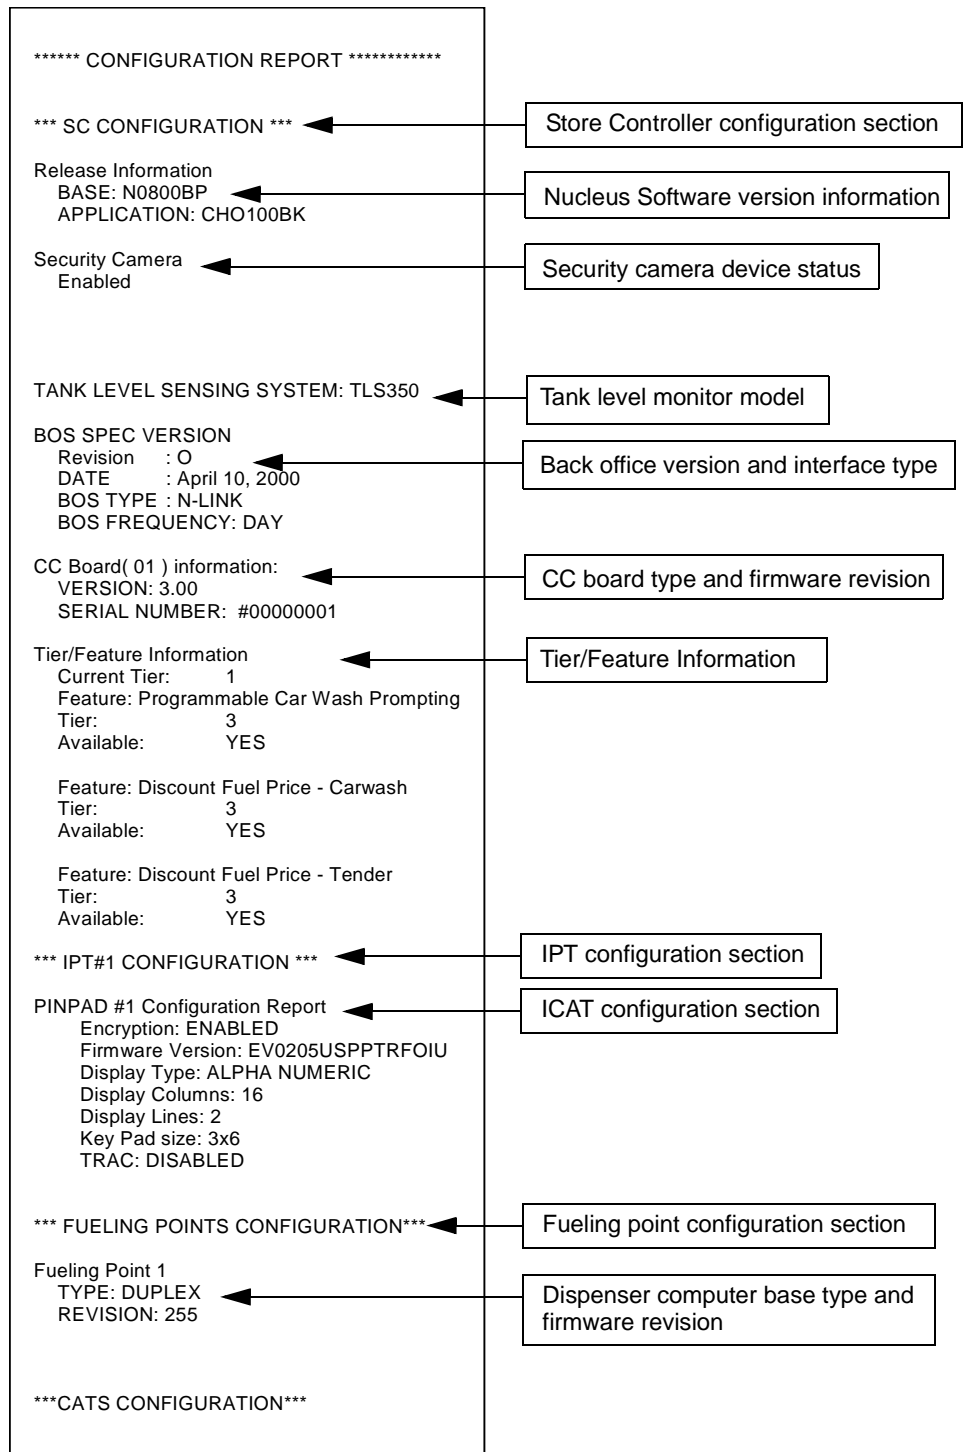 ****** CONFIGURATION REPORT ************
*** SC CONFIGURATION ***
Store Controller configuration section
Release Information
BASE: N0800BP
APPLICATION: CHO100BK
Nucleus Software version information
Security Camera
Enabled
Security camera device status
TANK LEVEL SENSING SYSTEM: TLS350
Tank level monitor model
BOS SPEC VERSION
Revision : O
DATE : April 10, 2000
BOS TYPE : N-LINK
BOS FREQUENCY: DAY
Back office version and interface type
CC Board( 01 ) information:
VERSION: 3.00
SERIAL NUMBER: #00000001
CC board type and firmware revision
Tier/Feature Information
Tier/Feature Information
Current Tier: 1
Feature: Programmable Car Wash Prompting
Tier: 3
Available: YES
Feature: Discount Fuel Price - Carwash
Tier: 3
Available: YES
Feature: Discount Fuel Price - Tender
Tier: 3
Available: YES
*** IPT#1 CONFIGURATION ***
IPT configuration section
PINPAD #1 Configuration Report
ICAT configuration section
Encryption: ENABLED
Firmware Version: EV0205USPPTRFOIU
Display Type: ALPHA NUMERIC
Display Columns: 16
Display Lines: 2
Key Pad size: 3x6
TRAC: DISABLED
*** FUELING POINTS CONFIGURATION***
Fueling point configuration section
Fueling Point 1
TYPE: DUPLEX
REVISION: 255
Dispenser computer base type and
firmware revision
***CATS CONFIGURATION***